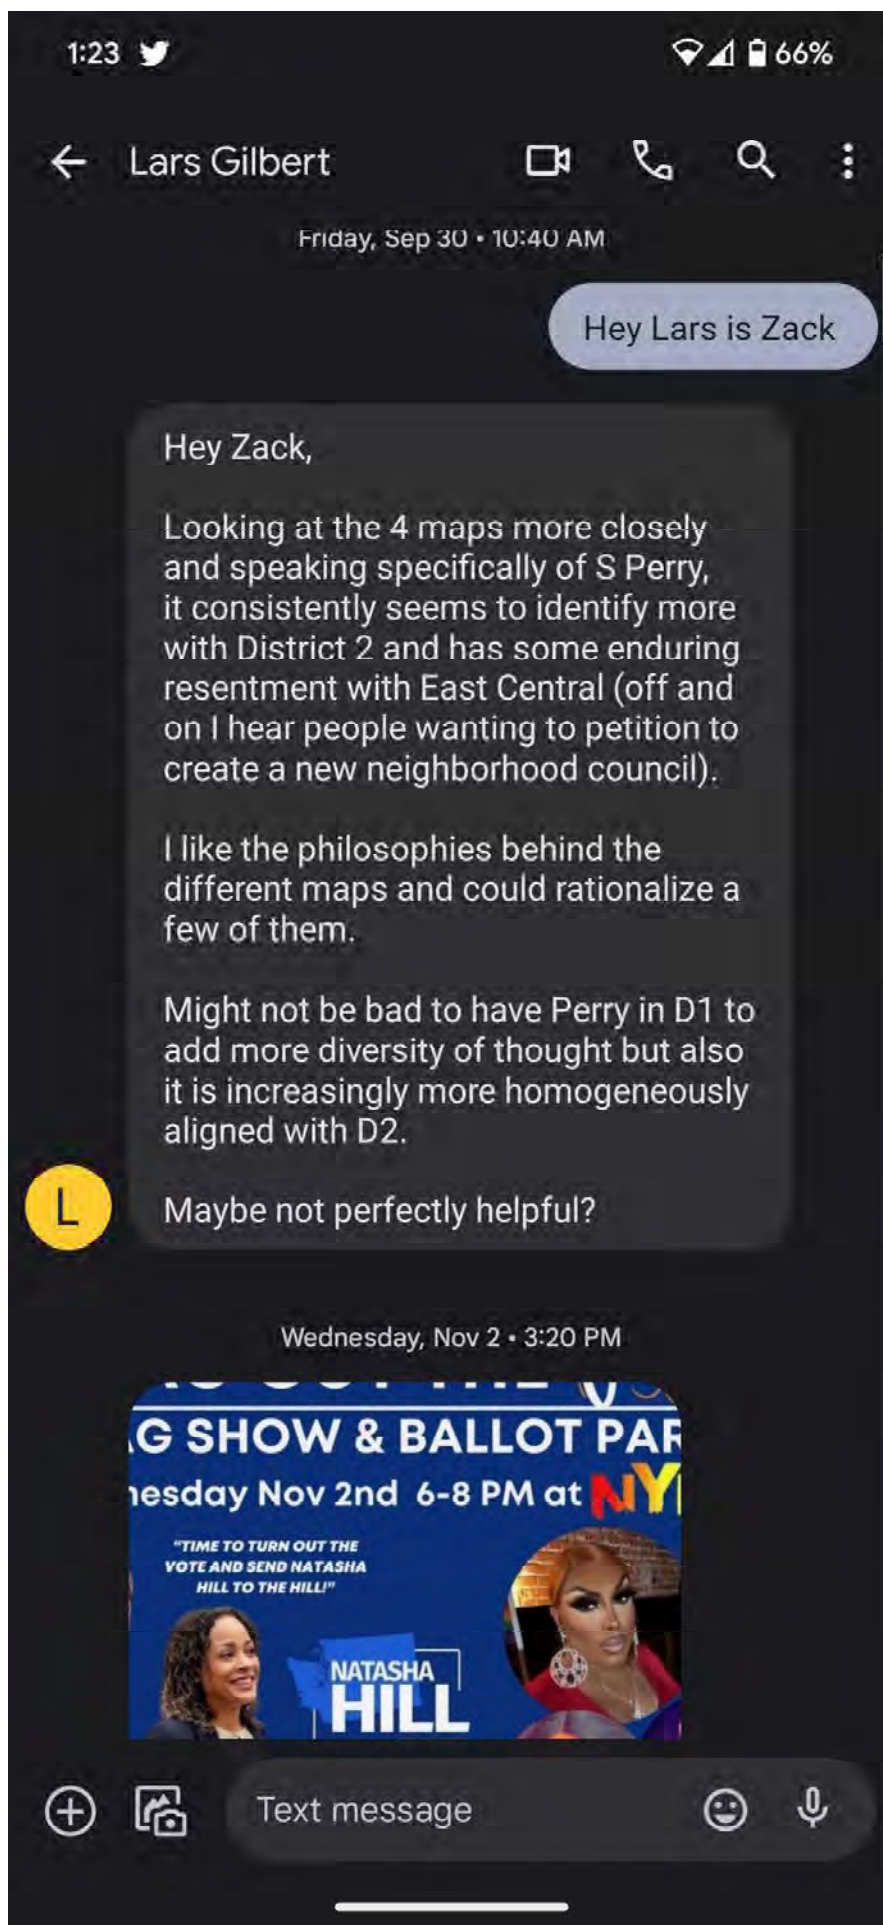 1:23 66%
Lars Gilbert
Friday, Sep 30 • 10:40 AM
Hey Lars is Zack
Hey Zack,
Looking at the 4 maps more closely
and speaking specifically of S Perry,
it consistently seems to identify more
with District 2 and has some enduring
resentment with East Central (off and
on I hear people wanting to petition to
create a new neighborhood council).
I like the philosophies behind the
different maps and could rationalize a
few of them.
Might not be bad to have Perry in D1 to
add more diversity of thought but also
it is increasingly more homogeneously
aligned with D2.
Maybe not perfectly helpful?
L
Wednesday, Nov 2 • 3:20 PM
G SHOW & BALLOT PAR
nesday Nov 2nd 6-8 PM at NY
"TIME TO TURN OUT THE
VOTE AND SEND NATASHA
HILL TO THE HILL!"
NATASHA
HILL
Text message